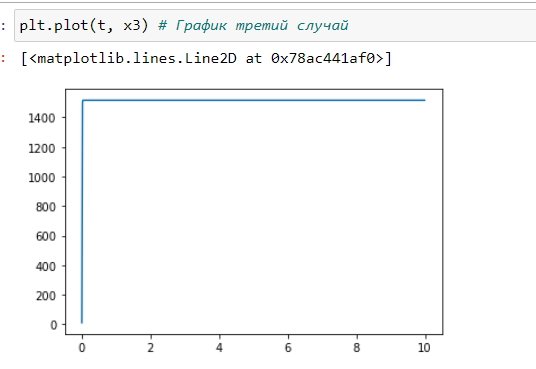 : plt.plot(t, x3) # График третий случай
: [<matplotlib.lines.Line2D at 0x78ac441af0>]
1400
1200
1000
800
600
400
200
0
0 2 4 6 8 10